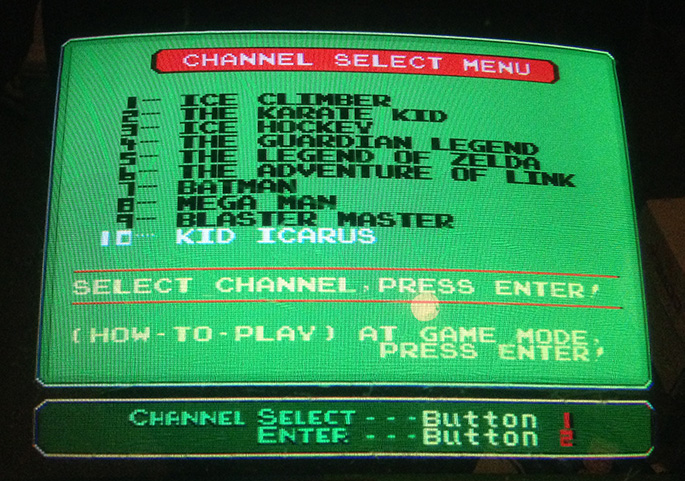 CHANNEL SELECT MENU
1-- ICE CLIMBER
2-- THE KARATE KID
3-- ICE HOCKEY
4-- THE GUARDIAN LEGEND
5-- THE LEGEND OF ZELDA
6-- THE ADVENTURE OF LINK
7-- BATMAN
8-- MEGA MAN
9-- BLASTER MASTER
10-- KID ICARUS
SELECT CHANNEL, PRESS ENTER!
(HOW-TO-PLAY) AT GAME MODE,
PRESS ENTER!
CHANNEL SELECT ---Button 1
ENTER ---Button 2